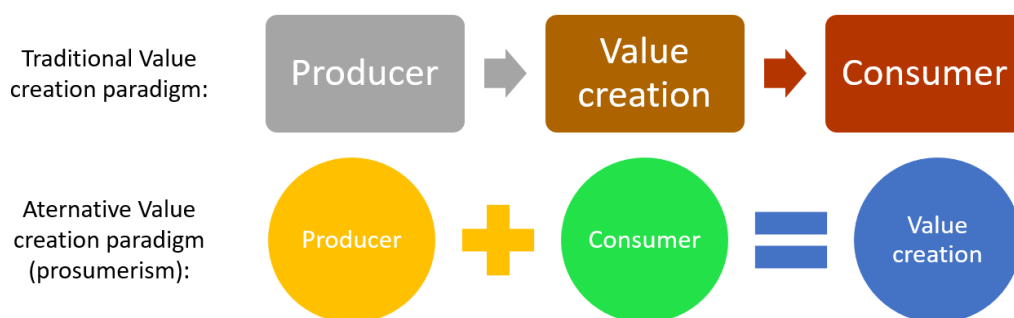 Traditional Value
creation paradigm:
Producer
Value
creation
Consumer
Aternative Value
creation paradigm
(prosumerism):
Producer
Consumer
Value
creation